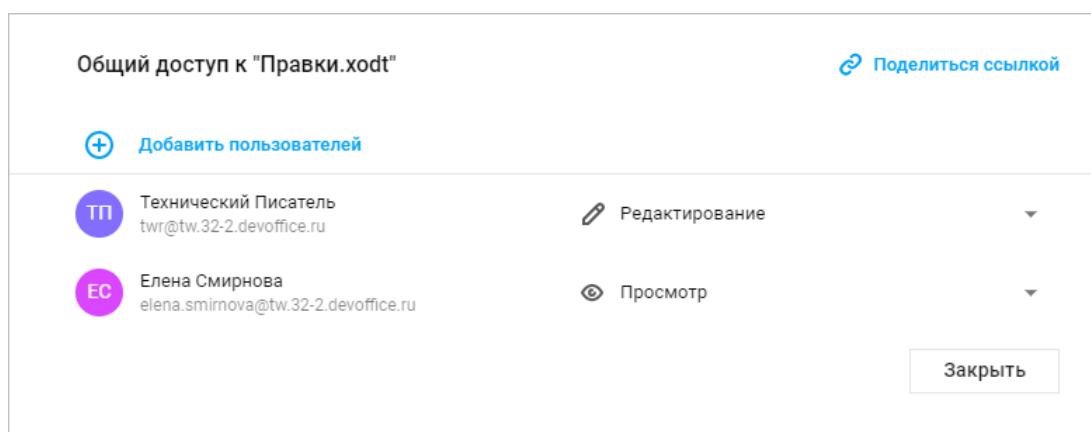 Общий доступ к "Правки.xodt"
Поделиться ссылкой
Добавить пользователей
ТП
Технический Писатель
twr@tw.32-2.devoffice.ru
Редактирование
ЕС
Елена Смирнова
elena.smirnova@tw.32-2.devoffice.ru
Просмотр
Закрыть